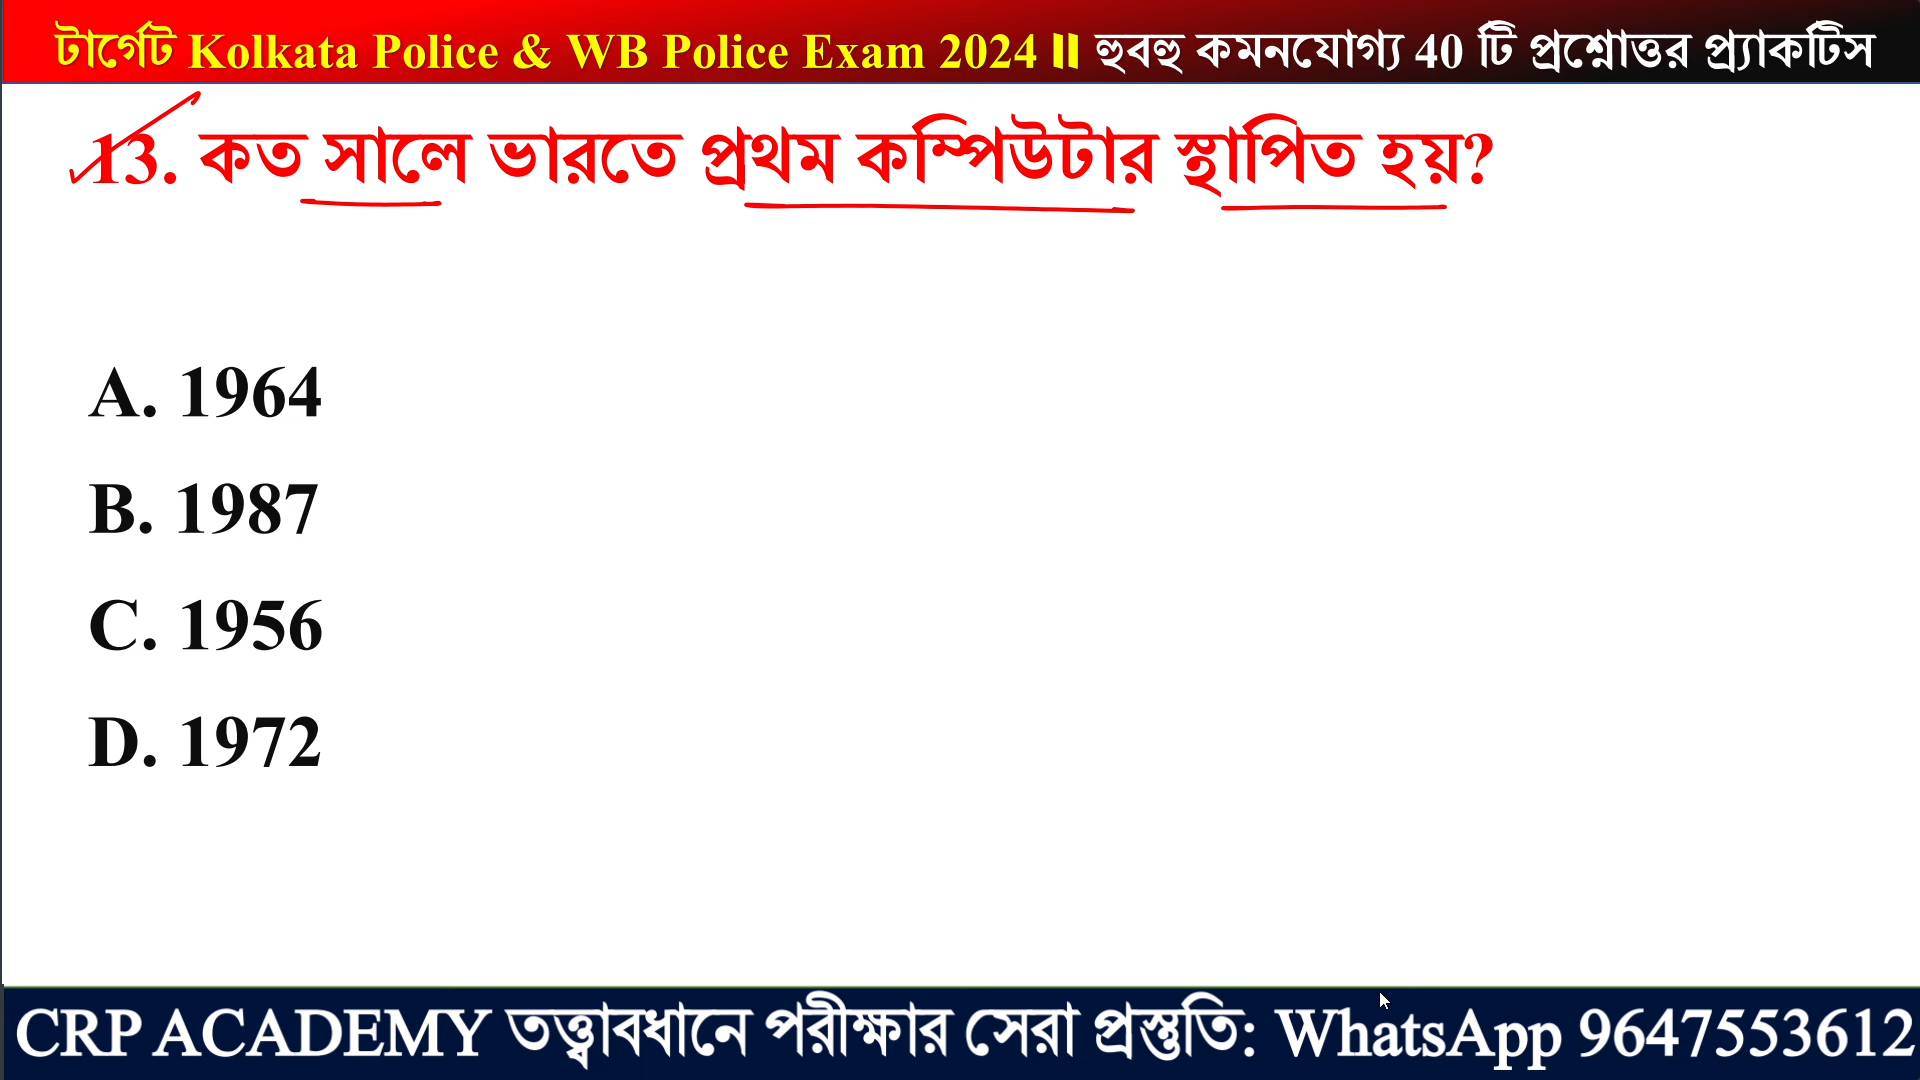 টার্গেট Kolkata Police & WB Police Exam 2024 ॥ হুবহু কমনযোগ্য 40 টি প্রশ্নোত্তর প্র্যাকটিস
13. কত সালে ভারতে প্রথম কম্পিউটার স্থাপিত হয়?
A. 1964
B. 1987
C. 1956
D. 1972
CRP ACADEMY তত্ত্বাবধানে পরীক্ষার সেরা প্রস্তুতি: WhatsApp 9647553612